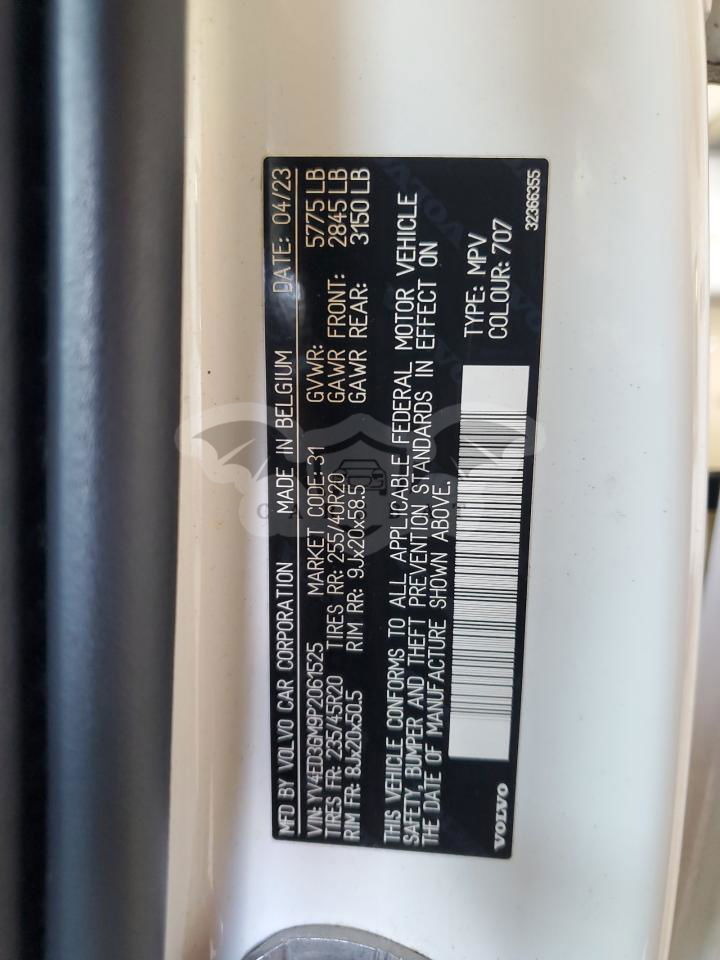 MFD BY VOLVO CAR CORPORATION MADE IN BELGIUM DATE: 04/23
VIN: YV4ED3GM9P2061525 MARKET CODE: 31 GVWR: 5775 LB
TIRES FR: 235/45R20 TIRES RR: 255/40R20 GAWR FRONT: 2845 LB
RIM FR: 8Jx20x50.5 RIM RR: 9Jx20x58.5 GAWR REAR: 3150 LB
THIS VEHICLE CONFORMS TO ALL APPLICABLE FEDERAL MOTOR VEHICLE
SAFETY, BUMPER AND THEFT PREVENTION STANDARDS IN EFFECT ON
THE DATE OF MANUFACTURE SHOWN ABOVE.
TYPE: MPV
COLOUR: 707
VOLVO 32366355